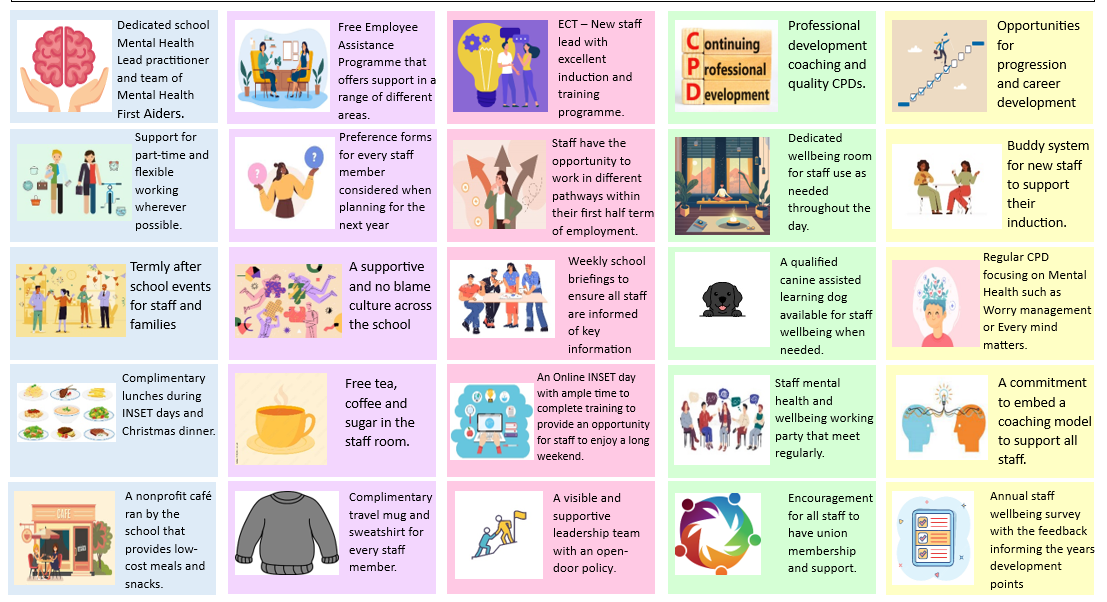 Dedicated school
Mental Health
Lead practitioner
and team of
Mental Health
First Aiders.
Free Employee
Assistance
Programme that
offers support in a
range of different
areas.
ECT – New staff
lead with
excellent
induction and
training
programme.
Continuing
Professional
Development
Professional
development
coaching and
quality CPDs.
Opportunities
for
progression
and career
development
Support for
part-time and
flexible
working
wherever
possible.
?
?
Preference forms
for every staff
member
considered when
planning for the
next year
Staff have the
opportunity to
work in different
pathways within
their first half term
of employment.
Dedicated
wellbeing room
for staff use as
needed
throughout the
day.
Buddy system
for new staff
to support
their
induction.
Termly after
school events
for staff and
families
A supportive
and no blame
culture across
the school
Weekly school
briefings to
ensure all staff
are informed
of key
information
A qualified
canine assisted
learning dog
available for staff
wellbeing when
needed.
Regular CPD
focusing on Mental
Health such as
Worry management
or Every mind
matters.
Complimentary
lunches during
INSET days and
Christmas dinner.
Free tea,
coffee and
sugar in the
staff room.
An Online INSET day
with ample time to
complete training to
provide an opportunity
for staff to enjoy a long
weekend.
Staff mental
health and
wellbeing working
party that meet
regularly.
A commitment
to embed a
coaching model
to support all
staff.
CAFE
A nonprofit café
ran by the
school that
provides low-
cost meals and
snacks.
Complimentary
travel mug and
sweatshirt for
every staff
member.
A visible and
supportive
leadership team
with an open-
door policy.
Encouragement
for all staff to
have union
membership
and support.
Annual staff
wellbeing survey
with the feedback
informing the years
development
points